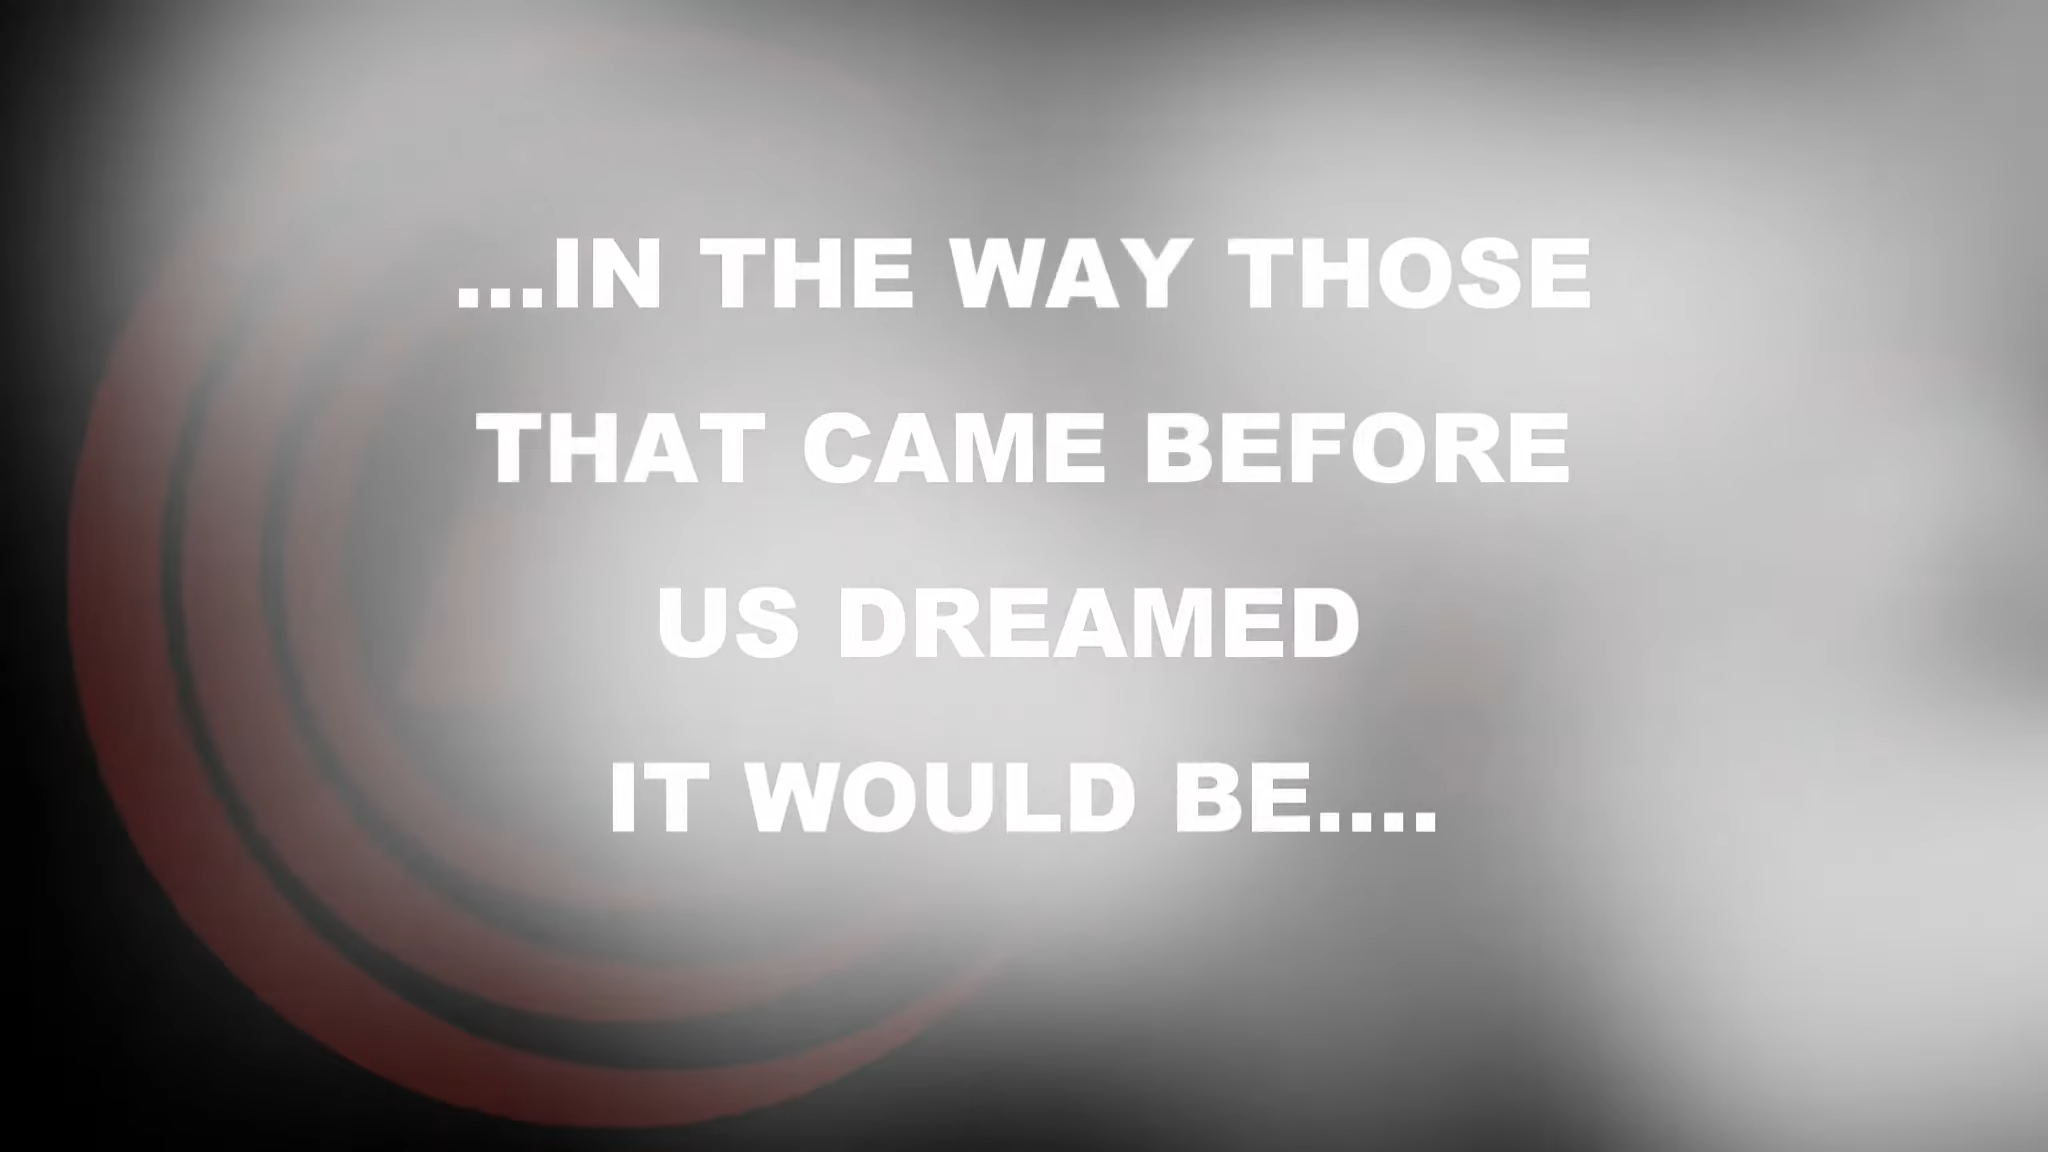 ...IN THE WAY THOSE
THAT CAME BEFORE
US DREAMED
IT WOULD BE....